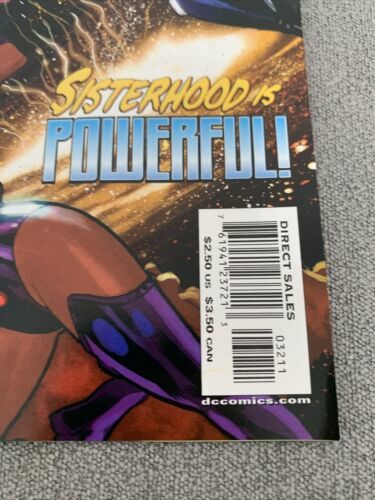 SISTERHOOD IS
POWERFUL!
DIRECT SALES
7 61941 23721 3
03211
$2.50 US $3.50 CAN
dccomics.com